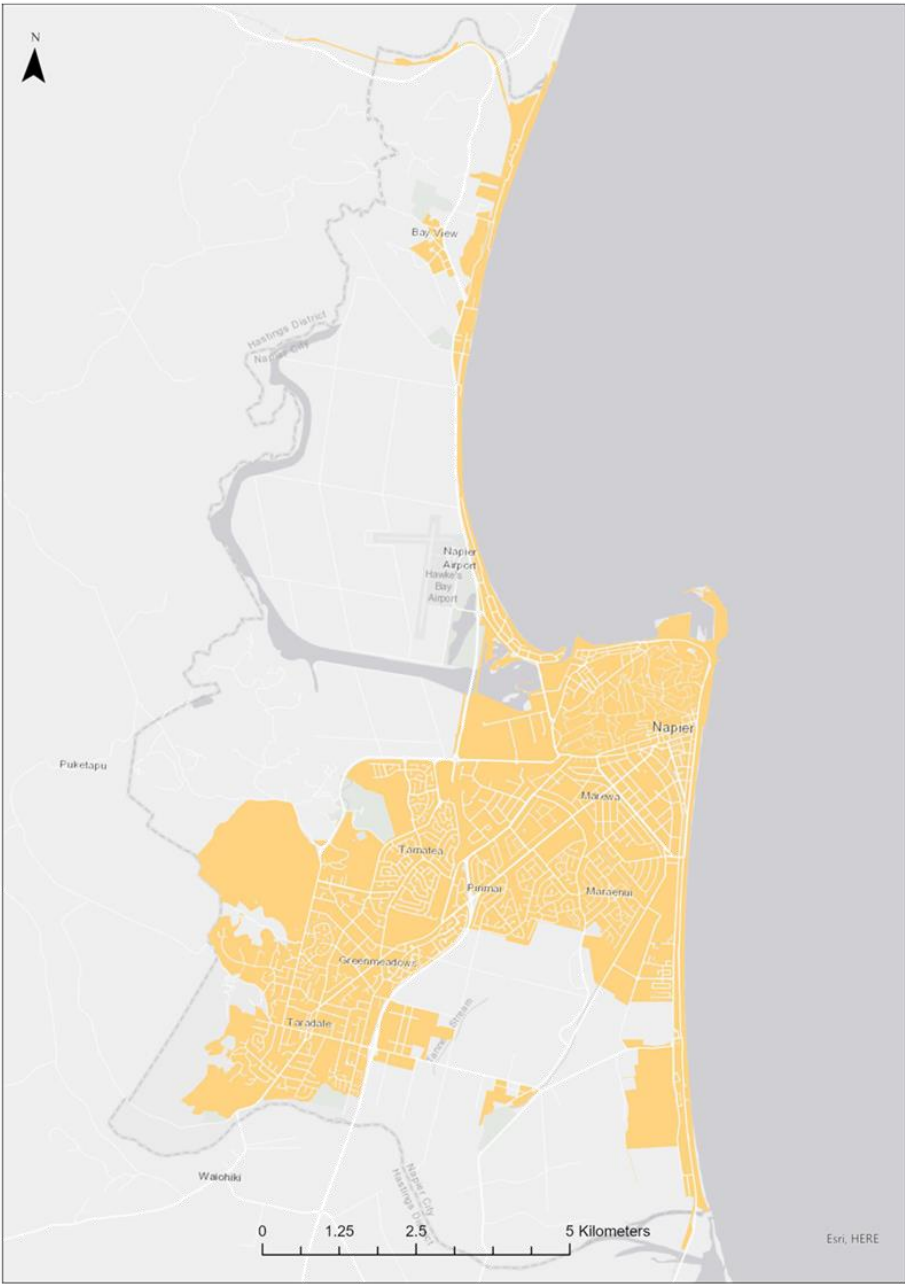 N
Bay View
Hastings District
Napier City
Napier
Airport
Hawke's
Bay
Airport
Napier
Puketapu
Marewa
Tamatea
Pirimai
Maraenui
Greenmeadows
Taradale
Stream
Waiohiki
Napier City
Hastings District
0 1.25 2.5 5 Kilometers
Esri, HERE